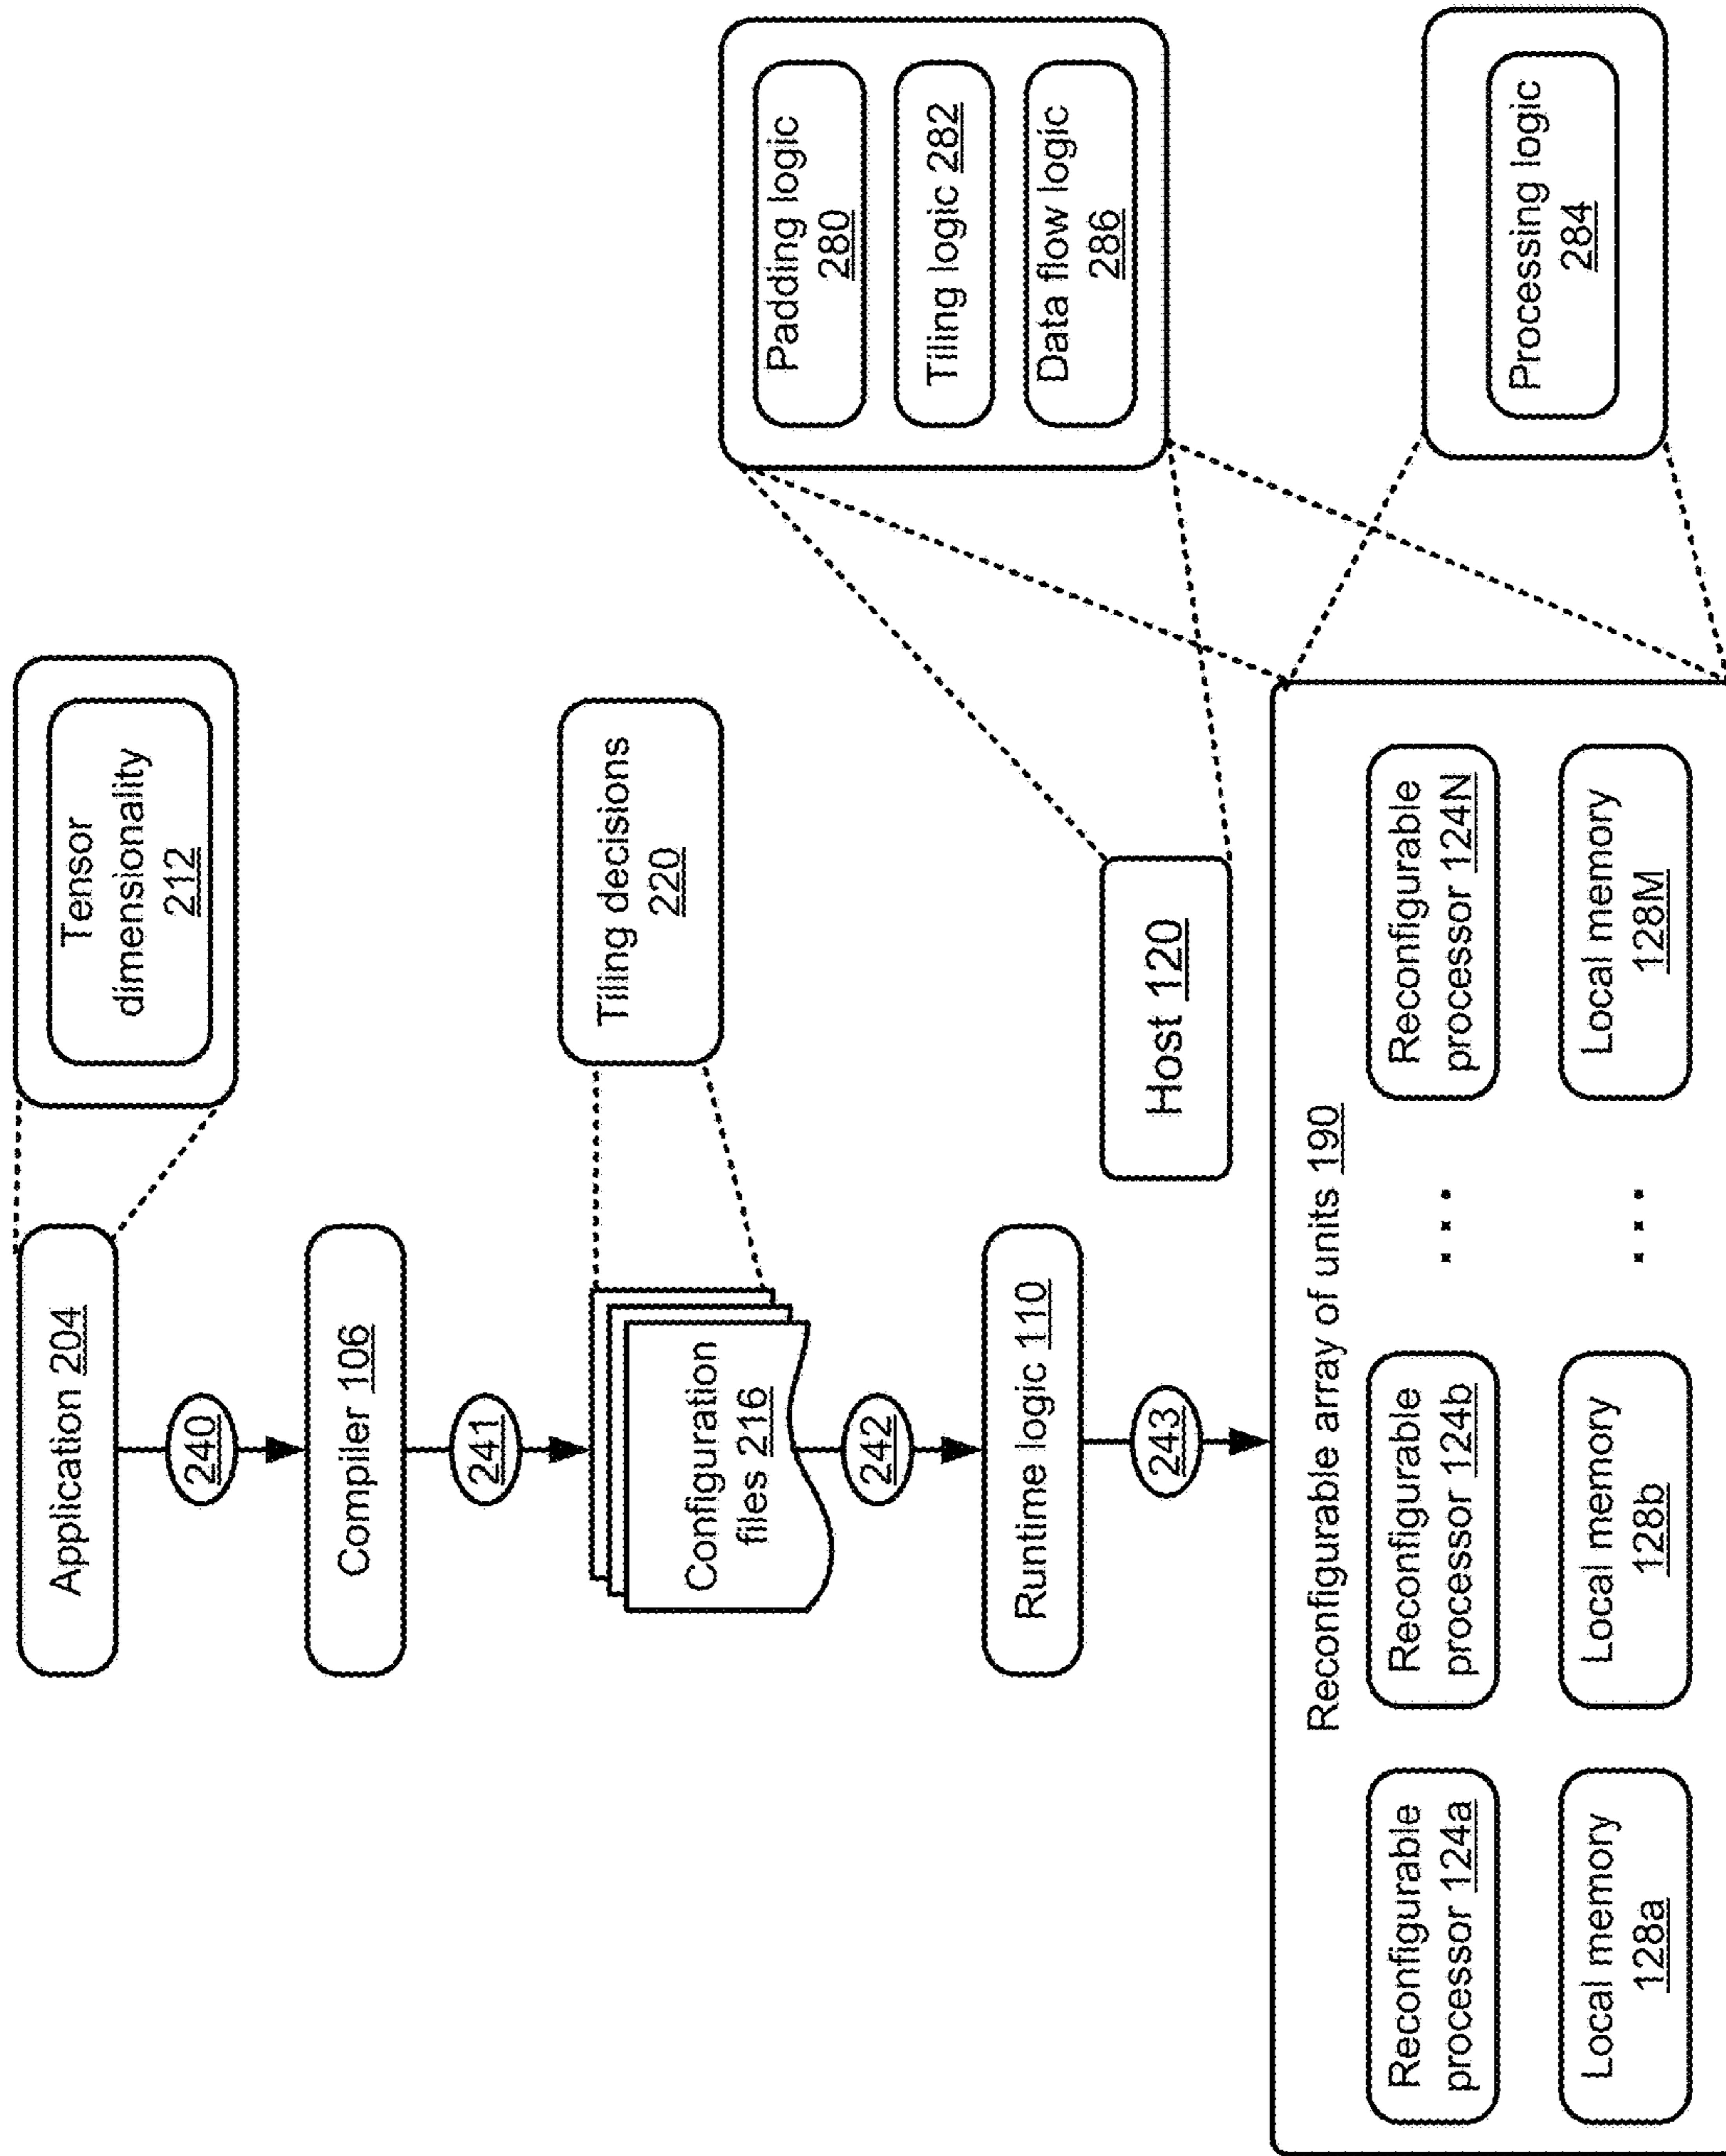 Application 204
Tensor
dimensionality
212
240
Compiler 106
241
Configuration
files 216
Tiling decisions
220
242
Runtime logic 110
243
Host 120
Padding logic
280
Tiling logic 282
Data flow logic
286
Reconfigurable array of units 190
Reconfigurable
processor 124a
Reconfigurable
processor 124b
. . .
Reconfigurable
processor 124N
Local memory
128a
Local memory
128b
. . .
Local memory
128M
Processing logic
284